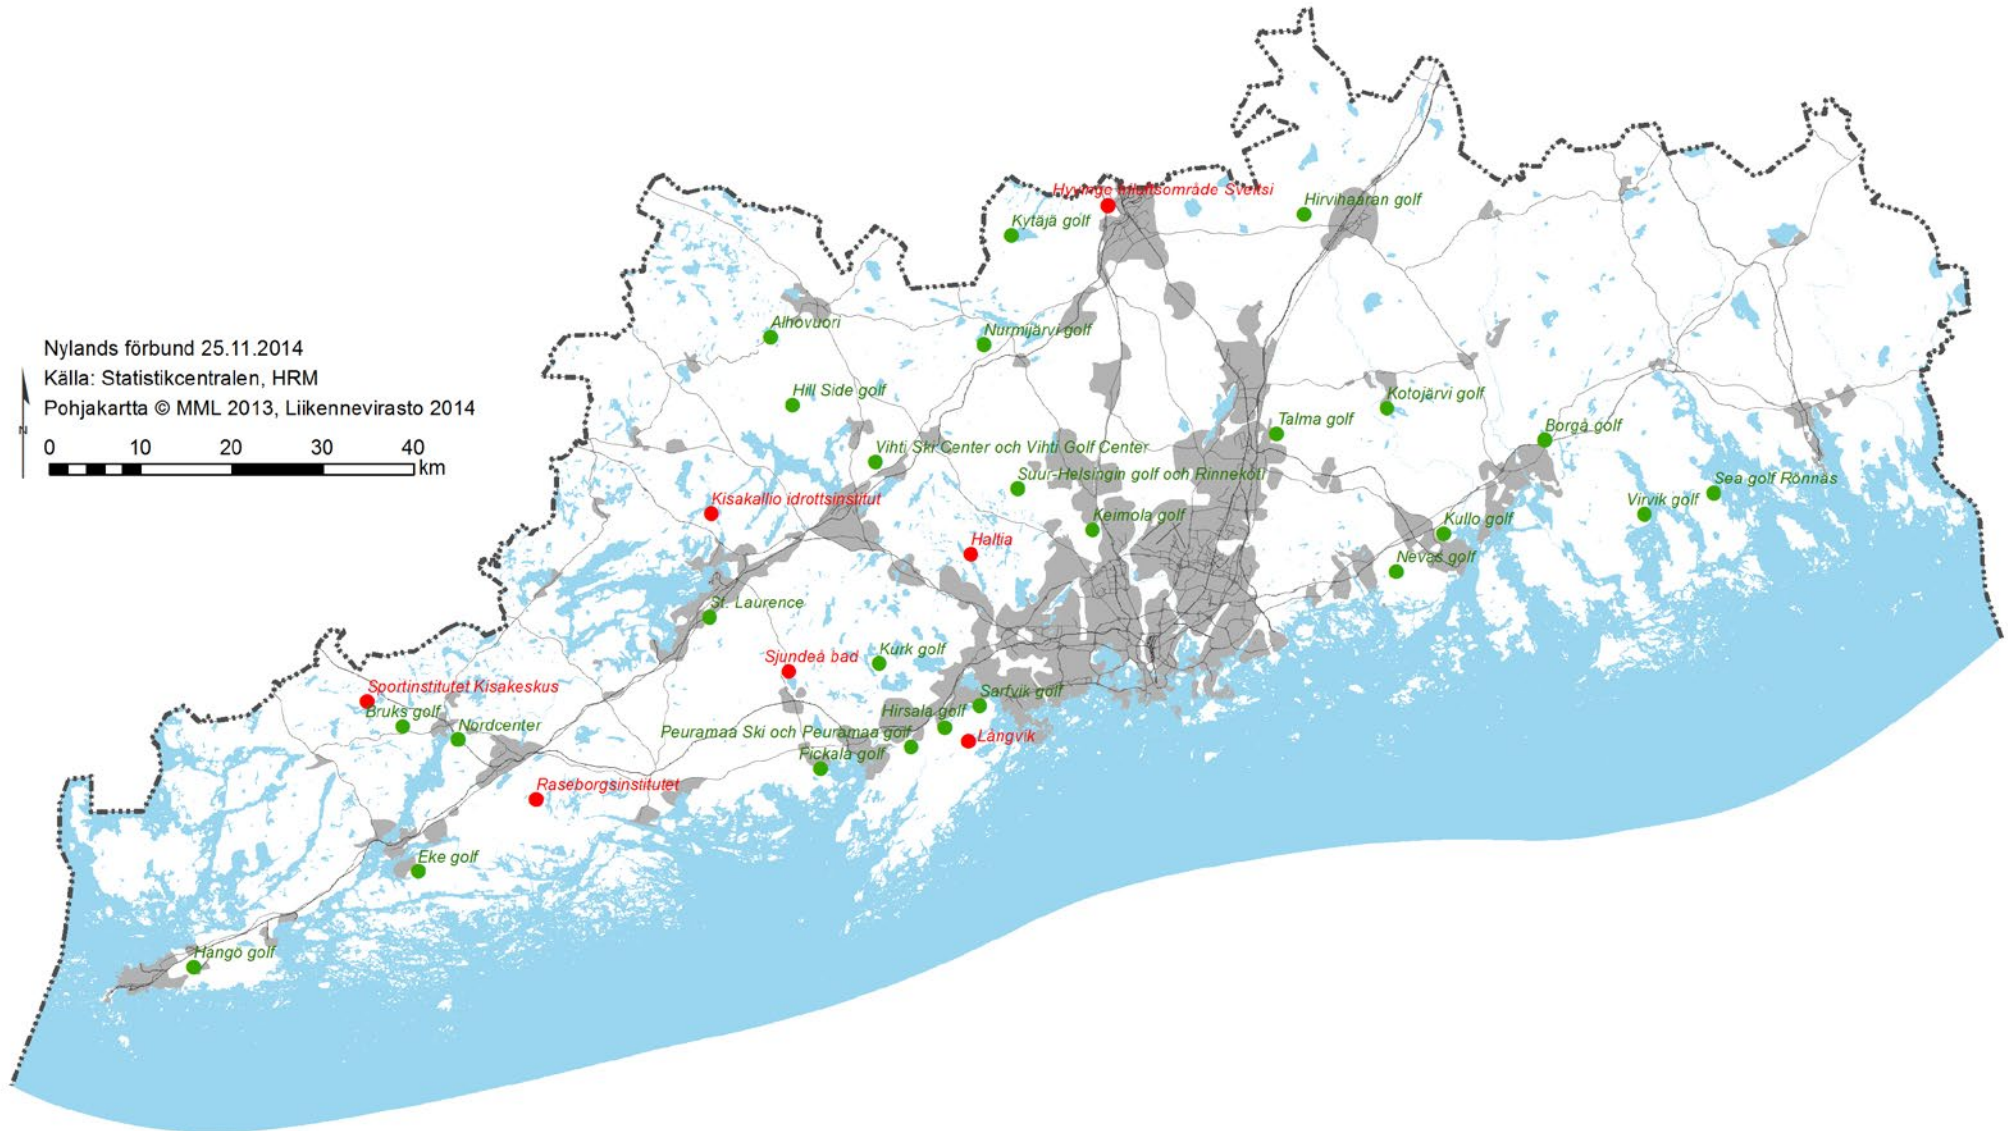 Hyvinge friluftsområde Sveitsi
Kytäjä golf
Hirvihaaran golf
Alhovuori
Nurmijärvi golf
Nylands förbund 25.11.2014
Källa: Statistikcentralen, HRM
Pohjakartta © MML 2013, Liikennevirasto 2014
0 10 20 30 40
km
N
Hill Side golf
Kotojärvi golf
Talma golf
Borgå golf
Vihti Ski Center och Vihti Golf Center
Suur-Helsingin golf och Rinnekoti
Sea golf Rönnäs
Kisakallio idrottsinstitut
Virvik golf
Keimola golf
Kullo golf
Haltia
Nevas golf
St. Laurence
Kurk golf
Sjundeå bad
Sportinstitutet Kisakeskus
Sarfvik golf
Bruks golf
Hirsala golf
Nordcenter
Peuramaa Ski och Peuramaa golf
Långvik
Pickala golf
Raseborgsinstitutet
Eke golf
Hangö golf